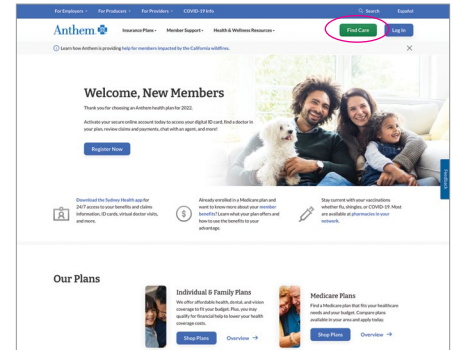 For Employers
For Producers
For Providers
COVID-19 Info
Search
Español
Anthem
Insurance Plans
Member Support
Health & Wellness Resources
Find Care
Log In
Learn how Anthem is providing help for members impacted by the California wildfires.
Welcome, New Members
Thank you for choosing an Anthem health plan for 2022.
Activate your secure online account today to access your digital ID card, find a doctor in
your plan, review claims and payments, chat with an agent, and more!
Register Now
Feedback
Download the Sydney Health app for
24/7 access to your benefits and claims
information, ID cards, virtual doctor visits,
and more.
Already enrolled in a Medicare plan and
want to know more about your member
benefits? Learn what your plan offers and
how to use the benefits to your
advantage.
Stay current with your vaccinations
whether flu, shingles, or COVID-19. Most
are available at pharmacies in your
network.
Our Plans
Individual & Family Plans
We offer affordable health, dental, and vision
coverage to fit your budget. Plus, you may
qualify for financial help to lower your health
coverage costs.
Shop Plans
Overview →
Medicare Plans
Find a Medicare plan that fits your healthcare
needs and your budget. Compare plans
available in your area and apply today.
Shop Plans
Overview →